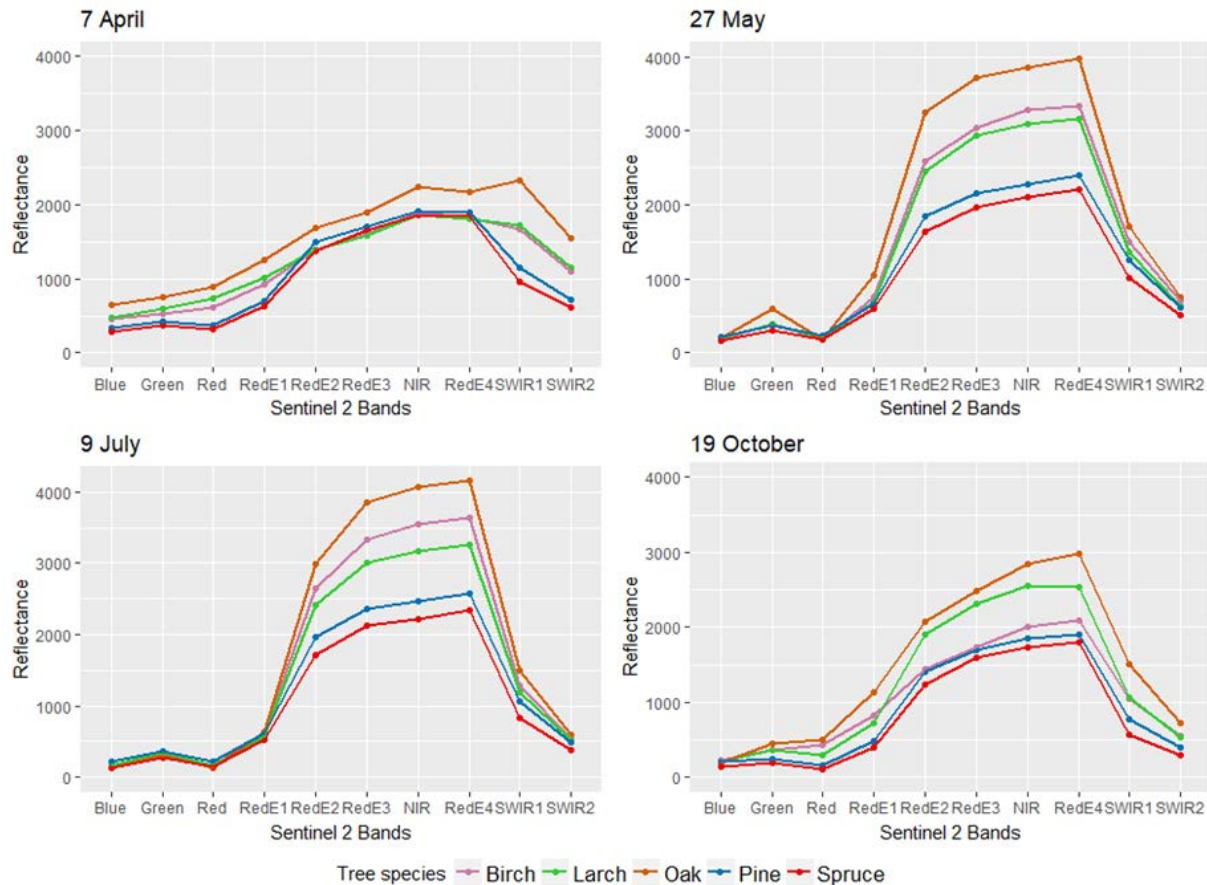 7 April
4000
3000
2000
1000
0
Reflectance
Blue Green Red RedE1 RedE2 RedE3 NIR RedE4 SWIR1 SWIR2
Sentinel 2 Bands
27 May
4000
3000
2000
1000
0
Reflectance
Blue Green Red RedE1 RedE2 RedE3 NIR RedE4 SWIR1 SWIR2
Sentinel 2 Bands
9 July
4000
3000
2000
1000
0
Reflectance
Blue Green Red RedE1 RedE2 RedE3 NIR RedE4 SWIR1 SWIR2
Sentinel 2 Bands
19 October
4000
3000
2000
1000
0
Reflectance
Blue Green Red RedE1 RedE2 RedE3 NIR RedE4 SWIR1 SWIR2
Sentinel 2 Bands
Tree species Birch Larch Oak Pine Spruce